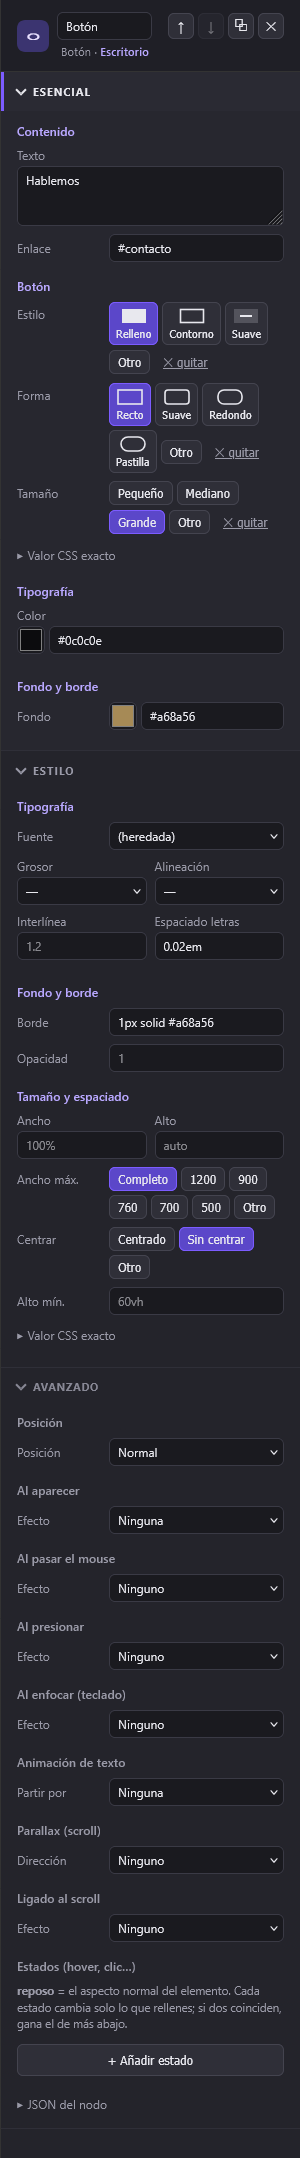 Botón
↑ ↓ ✕
Botón · Escritorio
ESENCIAL
Contenido
Texto
Hablemos
Enlace #contacto
Botón
Estilo Relleno Contorno Suave
Otro ✕ quitar
Forma Recto Suave Redondo
Pastilla Otro ✕ quitar
Tamaño Pequeño Mediano
Grande Otro ✕ quitar
▸ Valor CSS exacto
Tipografía
Color
#0c0c0e
Fondo y borde
Fondo #a68a56
ESTILO
Tipografía
Fuente (heredada)
Grosor Alineación
— —
Interlínea Espaciado letras
1.2 0.02em
Fondo y borde
Borde 1px solid #a68a56
Opacidad 1
Tamaño y espaciado
Ancho Alto
100% auto
Ancho máx. Completo 1200 900
760 700 500 Otro
Centrar Centrado Sin centrar
Otro
Alto mín. 60vh
▸ Valor CSS exacto
AVANZADO
Posición
Posición Normal
Al aparecer
Efecto Ninguna
Al pasar el mouse
Efecto Ninguno
Al presionar
Efecto Ninguno
Al enfocar (teclado)
Efecto Ninguno
Animación de texto
Partir por Ninguna
Parallax (scroll)
Dirección Ninguno
Ligado al scroll
Efecto Ninguno
Estados (hover, clic...)
reposo = el aspecto normal del elemento. Cada
estado cambia solo lo que rellenes; si dos coinciden,
gana el de más abajo.
+ Añadir estado
▸ JSON del nodo